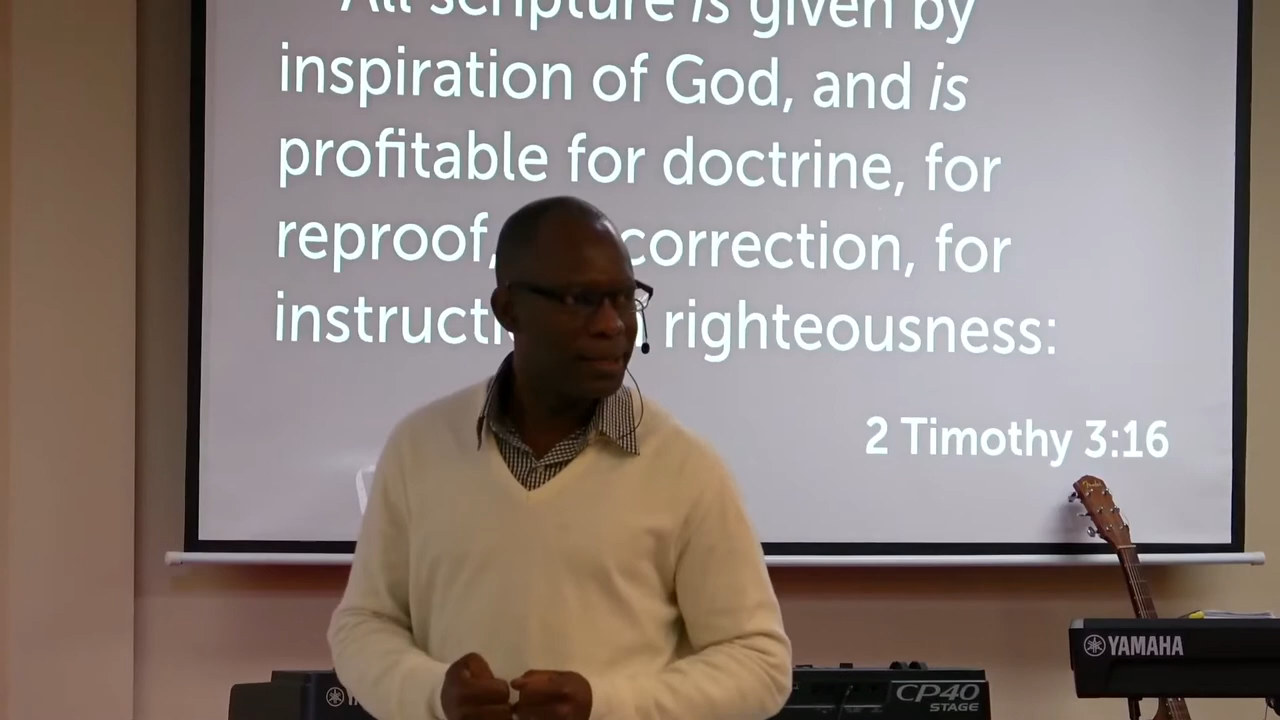 All scripture is given by
inspiration of God, and is
profitable for doctrine, for
reproof, correction, for
righteousness:
2 Timothy 3:16
Fender
YAMAHA
CP40
STAGE